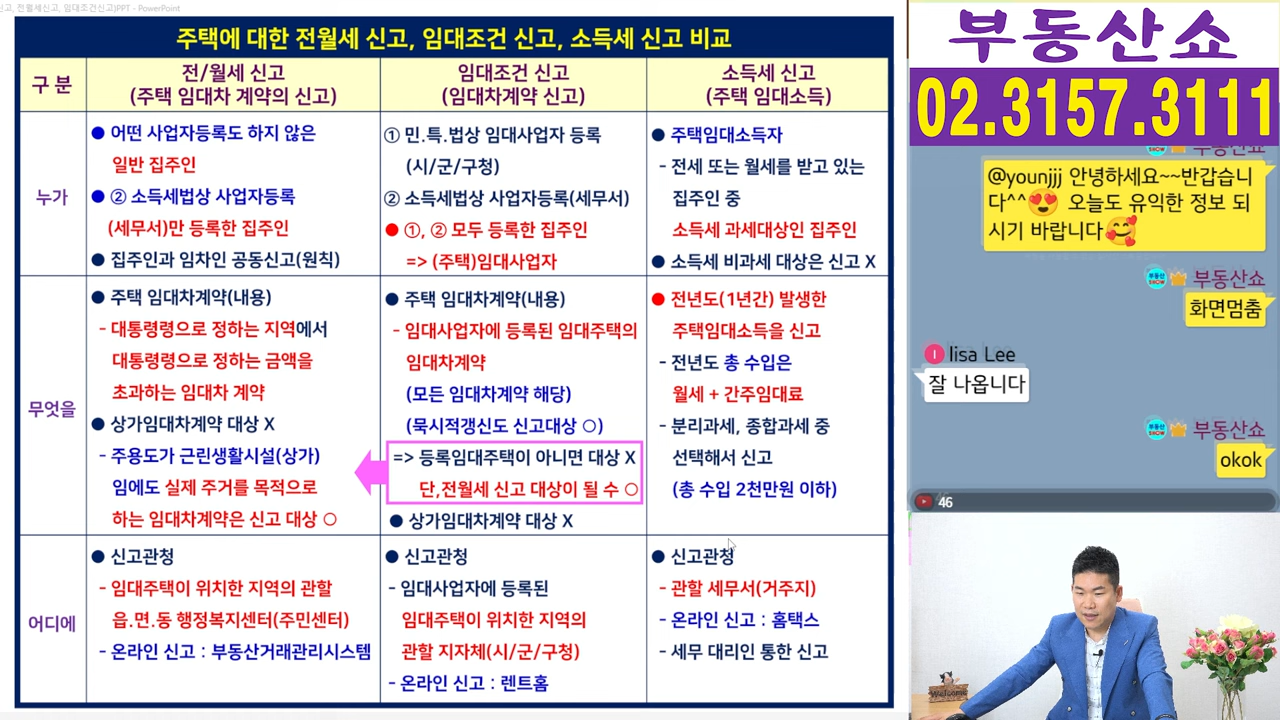 신고, 전월세신고, 임대조건신고)PPT - PowerPoint
주택에 대한 전월세 신고, 임대조건 신고, 소득세 신고 비교
구 분
전/월세 신고
(주택 임대차 계약의 신고)
임대조건 신고
(임대차계약 신고)
소득세 신고
(주택 임대소득)
누가
● 어떤 사업자등록도 하지 않은
일반 집주인
● ② 소득세법상 사업자등록
(세무서)만 등록한 집주인
● 집주인과 임차인 공동신고(원칙)
① 민.특.법상 임대사업자 등록
(시/군/구청)
② 소득세법상 사업자등록(세무서)
● ①, ② 모두 등록한 집주인
=> (주택)임대사업자
● 주택임대소득자
- 전세 또는 월세를 받고 있는
집주인 중
소득세 과세대상인 집주인
● 소득세 비과세 대상은 신고 X
무엇을
● 주택 임대차계약(내용)
- 대통령령으로 정하는 지역에서
대통령령으로 정하는 금액을
초과하는 임대차 계약
● 상가임대차계약 대상 X
- 주용도가 근린생활시설(상가)
임에도 실제 주거를 목적으로
하는 임대차계약은 신고 대상 ○
● 주택 임대차계약(내용)
- 임대사업자에 등록된 임대주택의
임대차계약
(모든 임대차계약 해당)
(묵시적갱신도 신고대상 ○)
=> 등록임대주택이 아니면 대상 X
단,전월세 신고 대상이 될 수 ○
● 상가임대차계약 대상 X
● 전년도(1년간) 발생한
주택임대소득을 신고
- 전년도 총 수입은
월세 + 간주임대료
- 분리과세, 종합과세 중
선택해서 신고
(총 수입 2천만원 이하)
어디에
● 신고관청
- 임대주택이 위치한 지역의 관할
읍.면.동 행정복지센터(주민센터)
- 온라인 신고 : 부동산거래관리시스템
● 신고관청
- 임대사업자에 등록된
임대주택이 위치한 지역의
관할 지자체(시/군/구청)
- 온라인 신고 : 렌트홈
● 신고관청
- 관할 세무서(거주지)
- 온라인 신고 : 홈택스
- 세무 대리인 통한 신고
부동산쇼
02.3157.3111
부동산쇼
@younjjj 안녕하세요~~반갑습니
다^^😍 오늘도 유익한 정보 되
시기 바랍니다🥰
부동산쇼
화면멈춤
lisa Lee
잘 나옵니다
부동산쇼
okok
46
Welcome